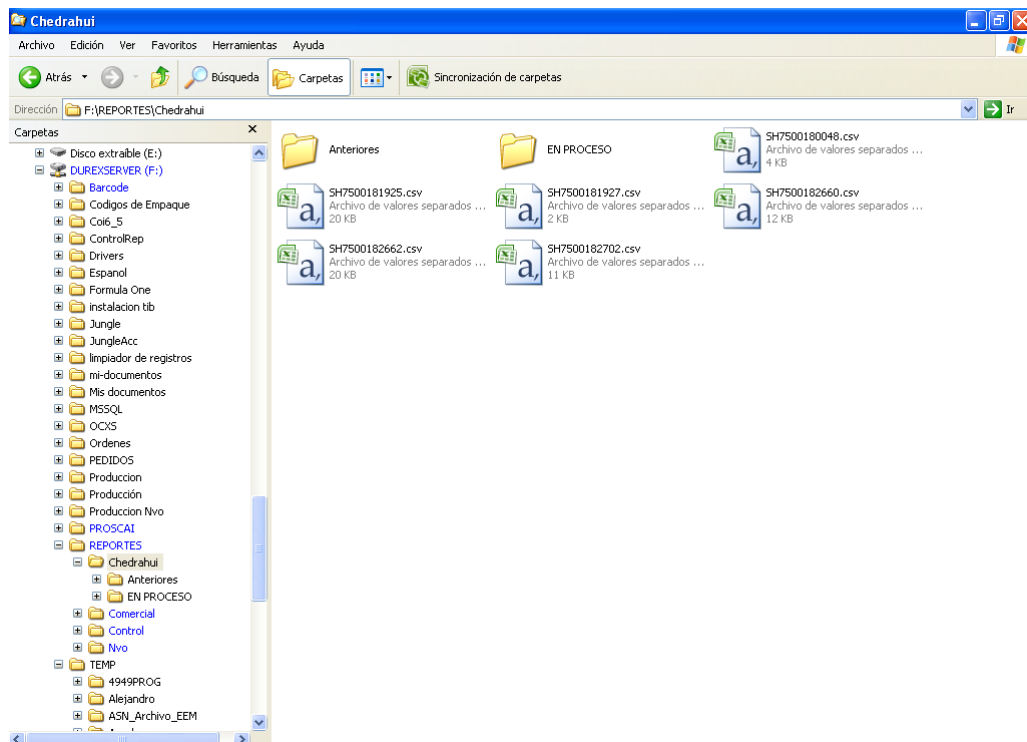 Chedrahui
Archivo Edición Ver Favoritos Herramientas Ayuda
Atrás Búsqueda Carpetas Sincronización de carpetas
Dirección F:\REPORTES\Chedrahui Ir
Carpetas
Disco extraíble (E:)
DUREXSERVER (F:)
Barcode
Codigos de Empaque
Coi6_5
ControlRep
Drivers
Espanol
Formula One
instalacion tib
Jungle
JungleAcc
limpiador de registros
mi-documentos
Mis documentos
MSSQL
OCXS
Ordenes
PEDIDOS
Produccion
Producción
Produccion Nvo
PROSCAI
REPORTES
Chedrahui
Anteriores
EN PROCESO
Comercial
Control
Nvo
TEMP
4949PROG
Alejandro
ASN_Archivo_EEM
Anteriores
EN PROCESO
SH7500180048.csv
Archivo de valores separados ...
4 KB
SH7500181925.csv
Archivo de valores separados ...
20 KB
SH7500181927.csv
Archivo de valores separados ...
2 KB
SH7500182660.csv
Archivo de valores separados ...
12 KB
SH7500182662.csv
Archivo de valores separados ...
20 KB
SH7500182702.csv
Archivo de valores separados ...
11 KB